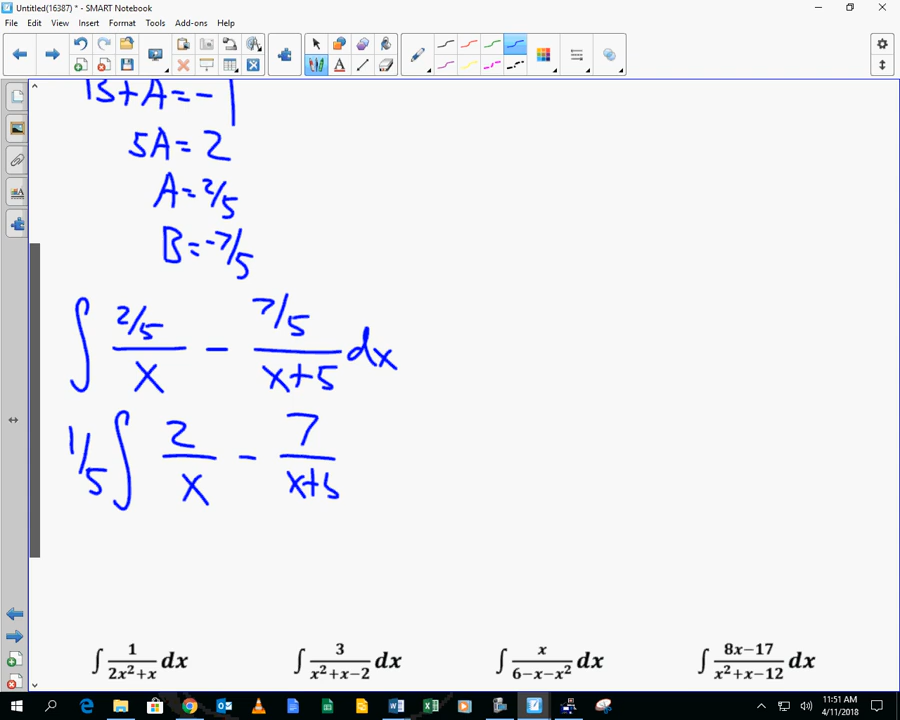 Untitled(16387) * - SMART Notebook
File Edit View Insert Format Tools Add-ons Help
B+A=-1
5A=2
A=2/5
B=-7/5
∫ 2/5 / x - 7/5 / x+5 dx
1/5 ∫ 2 / x - 7 / x+5
∫ 1 / 2x²+x dx ∫ 3 / x²+x−2 dx ∫ x / 6−x−x² dx ∫ 8x−17 / x²+x−12 dx
11:51 AM
4/11/2018